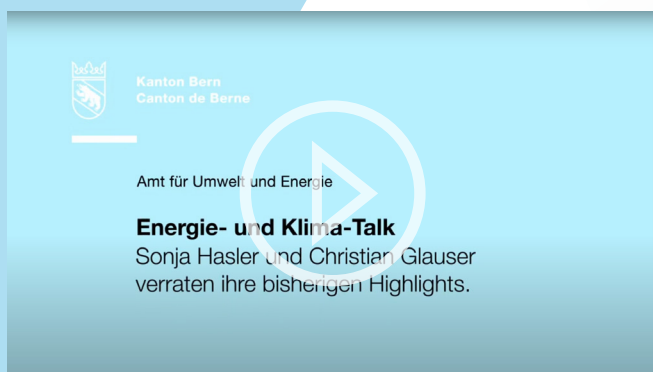 Kanton Bern
Canton de Berne
Amt für Umwelt und Energie
Energie- und Klima-Talk
Sonja Hasler und Christian Glauser
verraten ihre bisherigen Highlights.